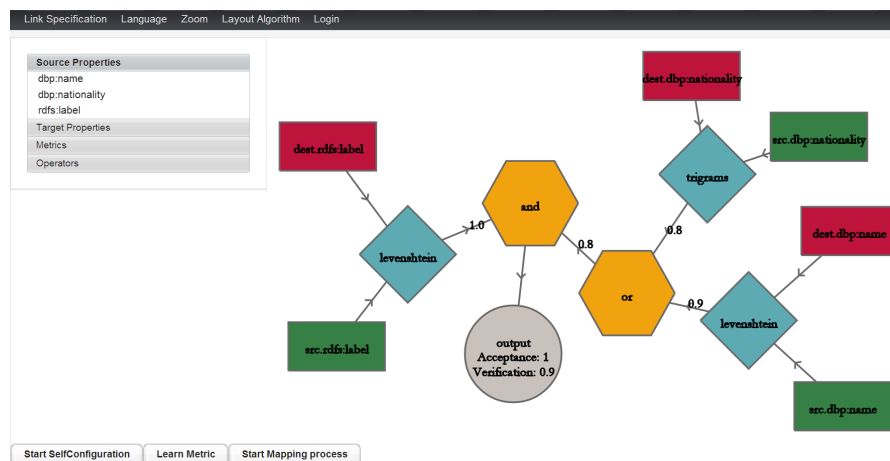 Link Specification Language Zoom Layout Algorithm Login
Source Properties
dbp:name
dbp:nationality
rdfs:label
Target Properties
Metrics
Operators
dest.dbp:nationality
src.dbp:nationality
dest.rdfs:label
trigrams
and
1.0
0.8
0.8
dest.dbp:name
levenshtein
or
0.9
levenshtein
src.rdfs:label
output
Acceptance: 1
Verification: 0.9
src.dbp:name
Start SelfConfiguration Learn Metric Start Mapping process